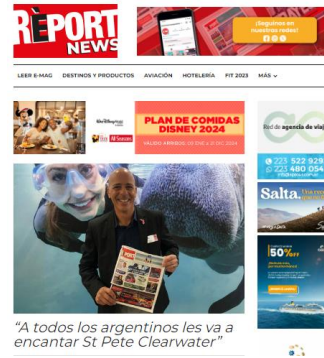 RÈPORT
NEWS
¡Seguinos en
nuestras redes!
LEER E-MAG DESTINOS Y PRODUCTOS AVIACIÓN HOTELERÍA FIT 2023 MÁS
PLAN DE COMIDAS
DISNEY 2024
Red de agencia de viaj
223 522 929
223 480 054
Salta.
50%
"A todos los argentinos les va a
encantar St Pete Clearwater"